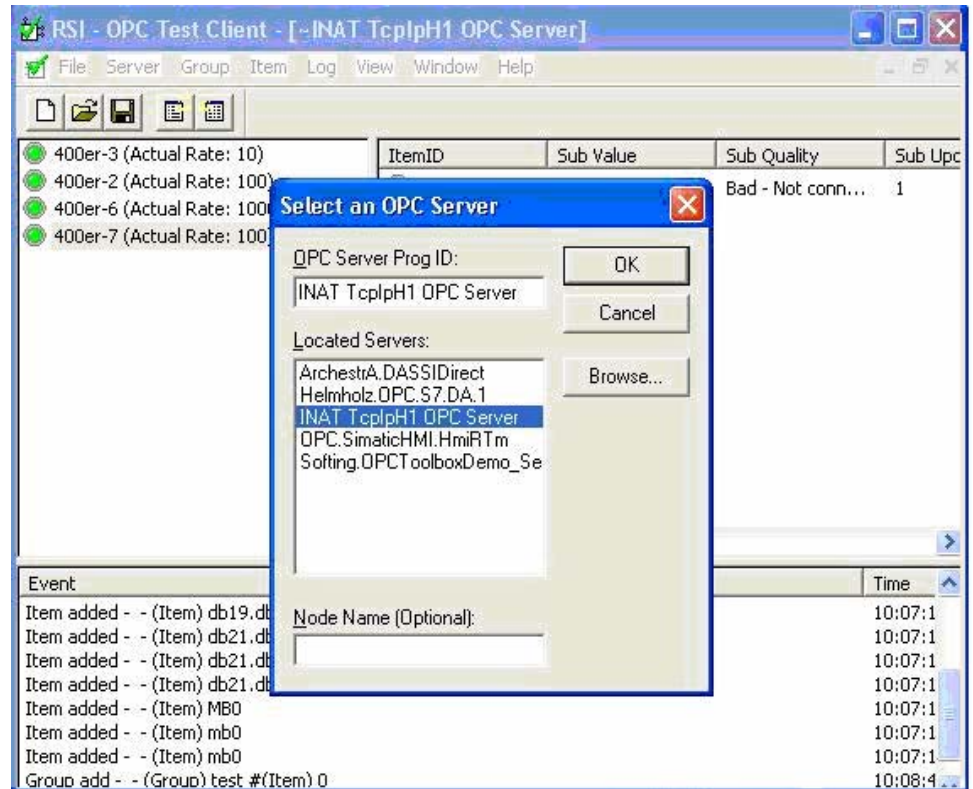 RSI - OPC Test Client - [~INAT TcpIpH1 OPC Server]
File Server Group Item Log View Window Help
400er-3 (Actual Rate: 10)
400er-2 (Actual Rate: 100)
400er-6 (Actual Rate: 100
400er-7 (Actual Rate: 100
ItemID Sub Value Sub Quality Sub Upd
Bad - Not conn... 1
Select an OPC Server
OPC Server Prog ID:
INAT TcpIpH1 OPC Server
OK
Cancel
Located Servers:
ArchestrA.DASSIDirect
Helmholz.OPC.S7.DA.1
INAT TcpIpH1 OPC Server
OPC.SimaticHMI.HmiRTm
Softing.OPCToolboxDemo_Se
Browse...
Node Name (Optional):
Event Time
Item added - - (Item) db19.db 10:07:1
Item added - - (Item) db21.db 10:07:1
Item added - - (Item) db21.db 10:07:1
Item added - - (Item) db21.db 10:07:1
Item added - - (Item) MB0 10:07:1
Item added - - (Item) mb0 10:07:1
Item added - - (Item) mb0 10:07:1
Group add - - (Group) test #(Item) 0 10:08:4